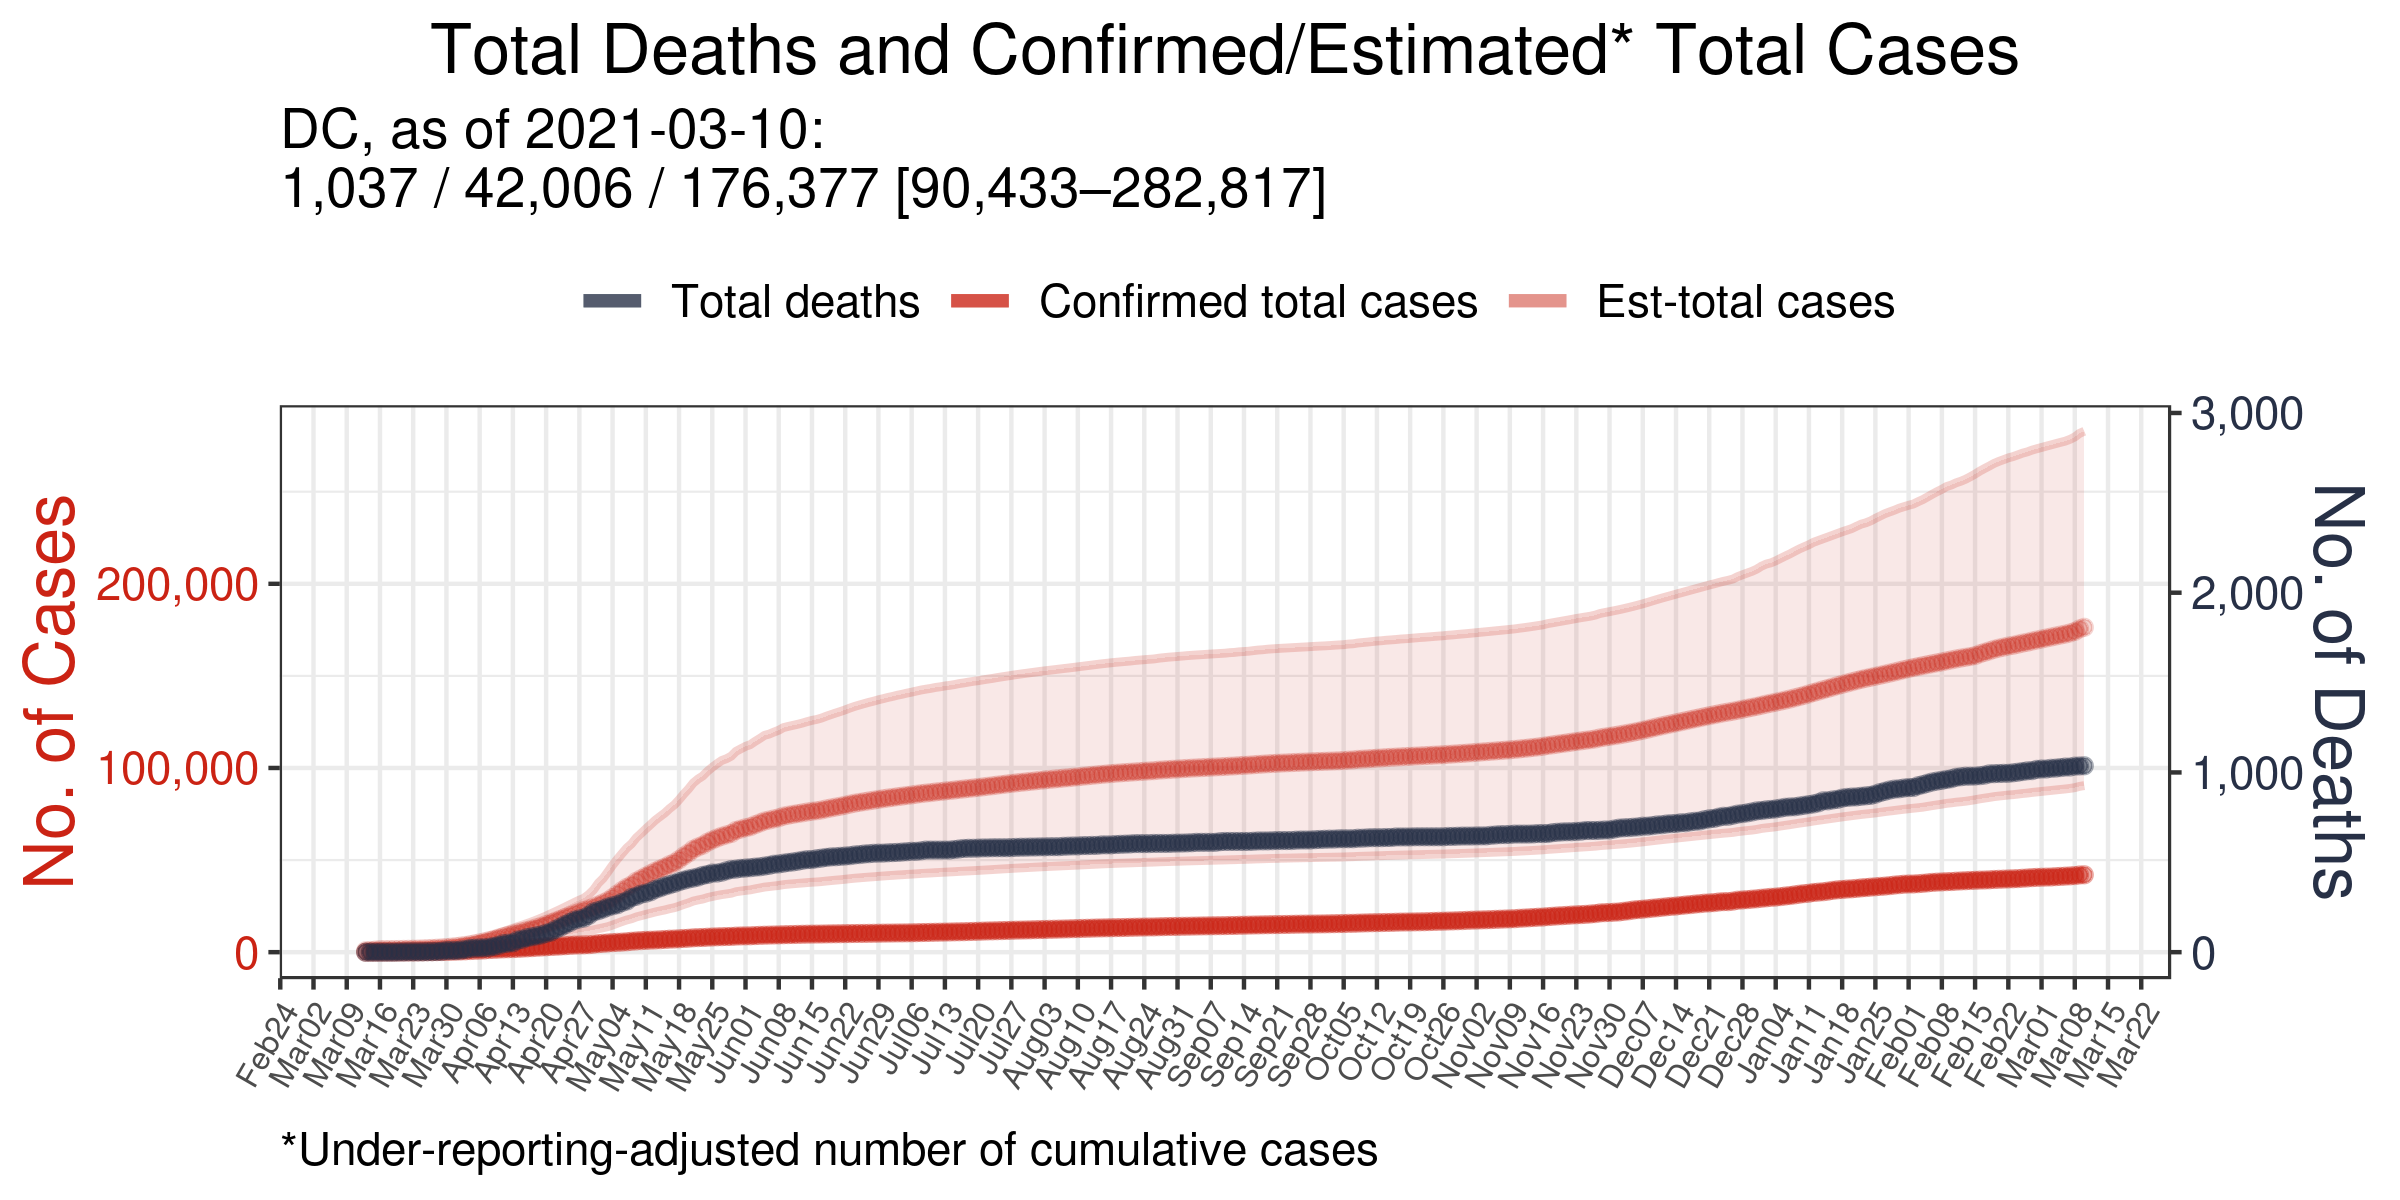 Total Deaths and Confirmed/Estimated* Total Cases
DC, as of 2021-03-10:
1,037 / 42,006 / 176,377 [90,433–282,817]
Total deaths
Confirmed total cases
Est-total cases
No. of Cases
200,000
100,000
0
3,000
2,000
1,000
0
No. of Deaths
Feb24
Mar02
Mar09
Mar16
Mar23
Mar30
Apr06
Apr13
Apr20
Apr27
May04
May11
May18
May25
Jun01
Jun08
Jun15
Jun22
Jun29
Jul06
Jul13
Jul20
Jul27
Aug03
Aug10
Aug17
Aug24
Aug31
Sep07
Sep14
Sep21
Sep28
Oct05
Oct12
Oct19
Oct26
Nov02
Nov09
Nov16
Nov23
Nov30
Dec07
Dec14
Dec21
Dec28
Jan04
Jan11
Jan18
Jan25
Feb01
Feb08
Feb15
Feb22
Mar01
Mar08
Mar15
Mar22
*Under-reporting-adjusted number of cumulative cases